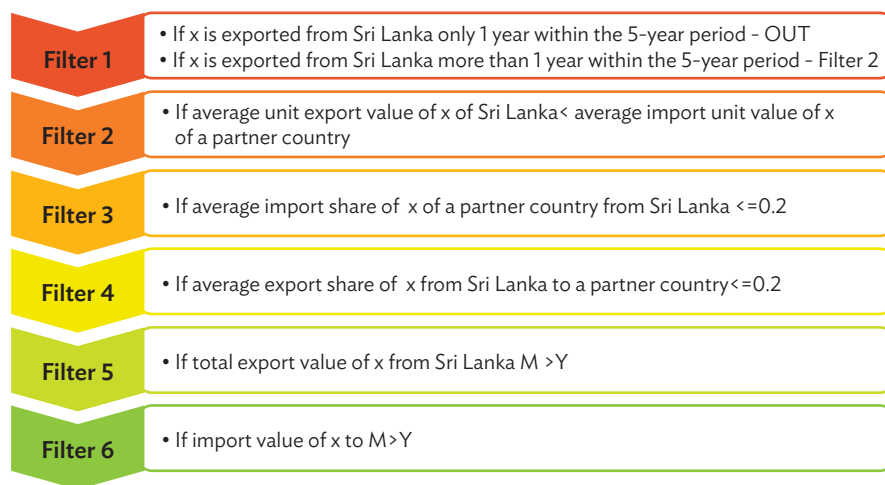 Filter 1
• If x is exported from Sri Lanka only 1 year within the 5-year period - OUT
• If x is exported from Sri Lanka more than 1 year within the 5-year period - Filter 2
Filter 2
• If average unit export value of x of Sri Lanka< average import unit value of x
of a partner country
Filter 3
• If average import share of x of a partner country from Sri Lanka <=0.2
Filter 4
• If average export share of x from Sri Lanka to a partner country<=0.2
Filter 5
• If total export value of x from Sri Lanka M >Y
Filter 6
• If import value of x to M>Y